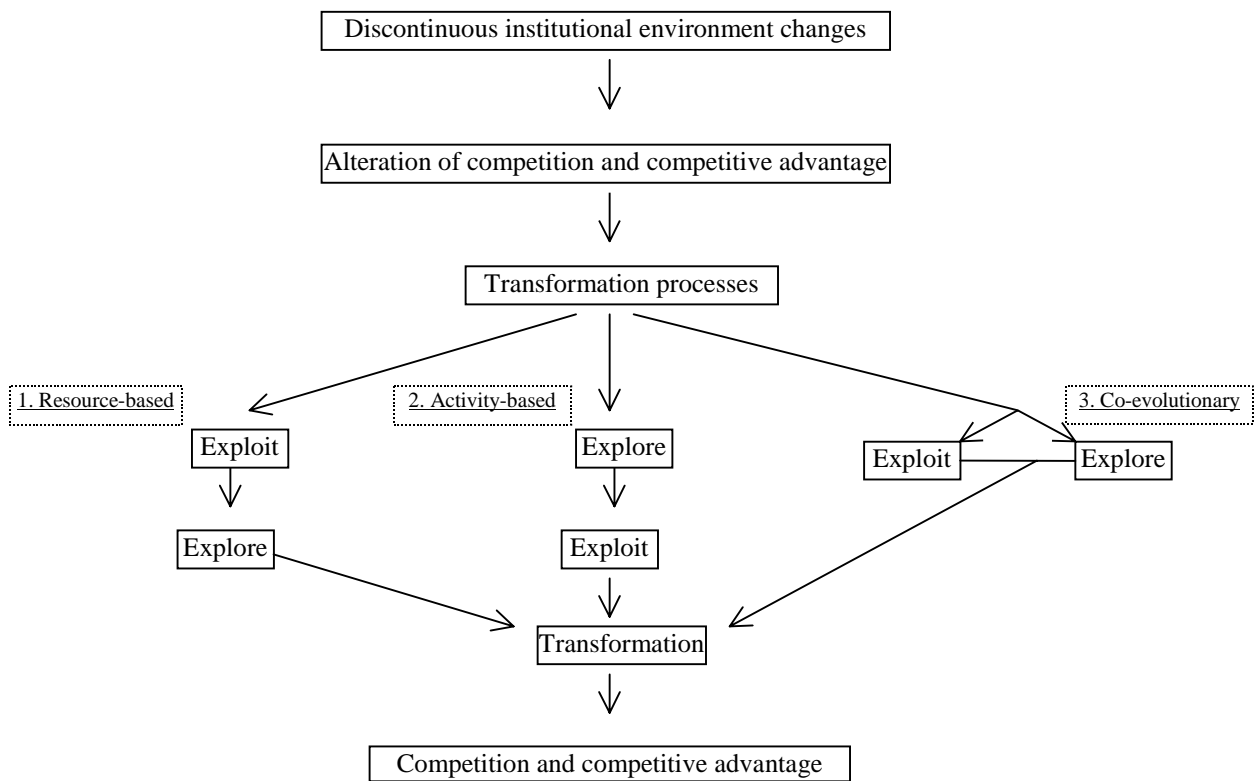 Discontinuous institutional environment changes
Alteration of competition and competitive advantage
Transformation processes
1. Resource-based
2. Activity-based
3. Co-evolutionary
Exploit
Explore
Exploit
Explore
Explore
Exploit
Transformation
Competition and competitive advantage